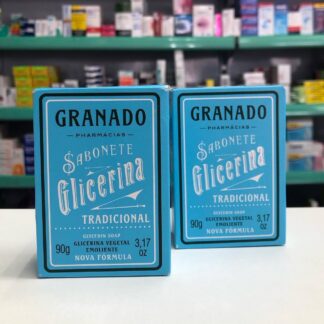 GRANADO
PHARMÁCIAS
SABONETE
Glicerina
TRADICIONAL
GLYCERIN SOAP
90g
GLICERINA VEGETAL
EMOLIENTE
NOVA FÓRMULA
3,17
oz
GRANADO
PHARMÁCIAS
SABONETE
Glicerina
TRADICIONAL
GLYCERIN SOAP
90g
GLICERINA VEGETAL
EMOLIENTE
NOVA FÓRMULA
3,17
oz